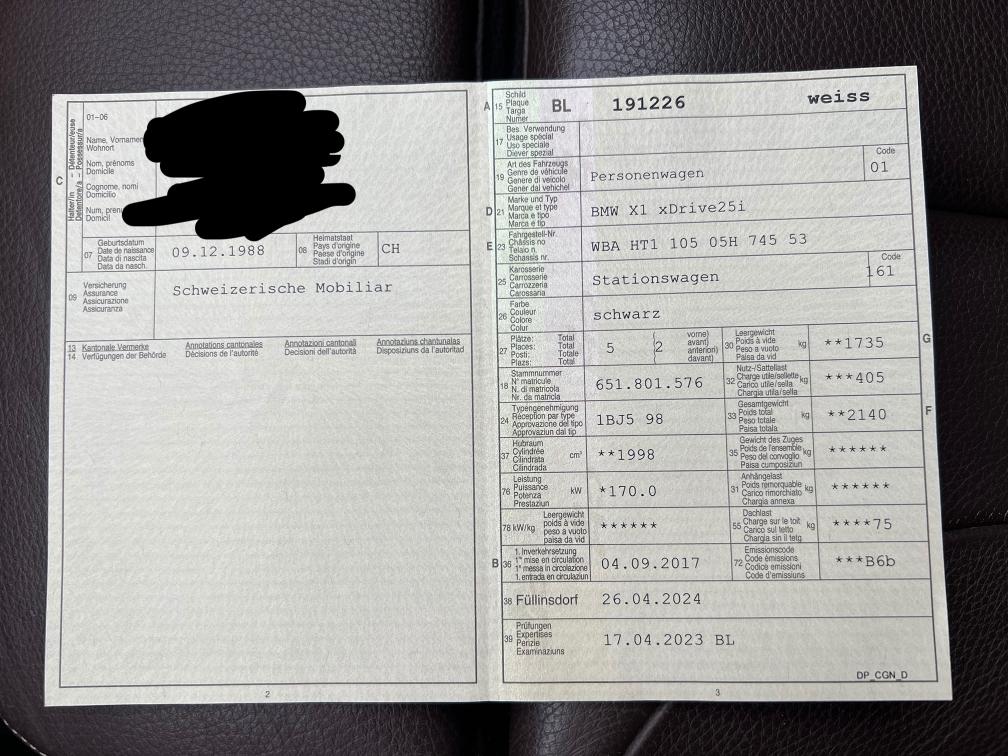 01-06
Halter/in – Détenteur/euse
Detentore/a – Possessur/a
C
Name, Vornamen
Wohnort
Nom, prénoms
Domicile
Cognome, nomi
Domicilio
Num, pren
Domicil
07
Geburtsdatum
Date de naissance
Data di nascita
Data da nasch.
09.12.1988
08
Heimatstaat
Pays d'origine
Paese d'origine
Stadi d'origin
CH
09
Versicherung
Assurance
Assicurazione
Assicuranza
Schweizerische Mobiliar
13 Kantonale Vermerke Annotations cantonales Annotazioni cantonali Annotaziuns chantunalas
14 Verfügungen der Behörde Décisions de l'autorité Decisioni dell'autorità Disposiziuns da l'autoritad
2
A 15
Schild
Plaque
Targa
Numer
BL 191226 weiss
17
Bes. Verwendung
Usage spécial
Uso speciale
Diever spezial
19
Art des Fahrzeugs
Genre de véhicule
Genere di veicolo
Gener dal vehichel
Personenwagen
Code
01
D 21
Marke und Typ
Marque et type
Marca e tipo
Marca e tip
BMW X1 xDrive25i
E 23
Fahrgestell-Nr.
Châssis no
Telaio n.
Schassis nr.
WBA HT1 105 05H 745 53
25
Karosserie
Carrosserie
Carrozzeria
Carossaria
Stationswagen
Code
161
26
Farbe
Couleur
Colore
Colur
schwarz
27
Plätze: Total
Places: Total
Posti: Totale
Plazs: Total
5 (2
vorne)
avant)
anteriori)
davant)
30
Leergewicht
Poids à vide
Peso a vuoto
Paisa da vid
kg
**1735
G
18
Stammnummer
N° matricule
N. di matricola
Nr. da matricla
651.801.576
32
Nutz-/Sattellast
Charge utile/sellette
Carico utile/sella
Chargia utila/sella
kg
***405
24
Typengenehmigung
Réception par type
Approvazione del tipo
Approvaziun dal tip
1BJ5 98
33
Gesamtgewicht
Poids total
Peso totale
Paisa totala
kg
**2140
F
37
Hubraum
Cylindrée
Cilindrata
Cilindrada
cm³
**1998
35
Gewicht des Zuges
Poids de l'ensemble
Peso del convoglio
Paisa cumposiziun
kg
******
76
Leistung
Puissance
Potenza
Prestaziun
kW
*170.0
31
Anhängelast
Poids remorquable
Carico rimorchiato
Chargia annexa
kg
******
78 kW/kg
Leergewicht
poids à vide
peso a vuoto
paisa da vid
******
55
Dachlast
Charge sur le toit
Carico sul tetto
Chargia sin il tetg
kg
****75
B 36
1. Inverkehrsetzung
1re mise en circulation
1a messa in circolazione
1. entrada en circulaziun
04.09.2017
72
Emissionscode
Code émissions
Codice emissioni
Code d'emissiuns
***B6b
38 Füllinsdorf 26.04.2024
39
Prüfungen
Expertises
Perizie
Examinaziuns
17.04.2023 BL
DP_CGN_D
3